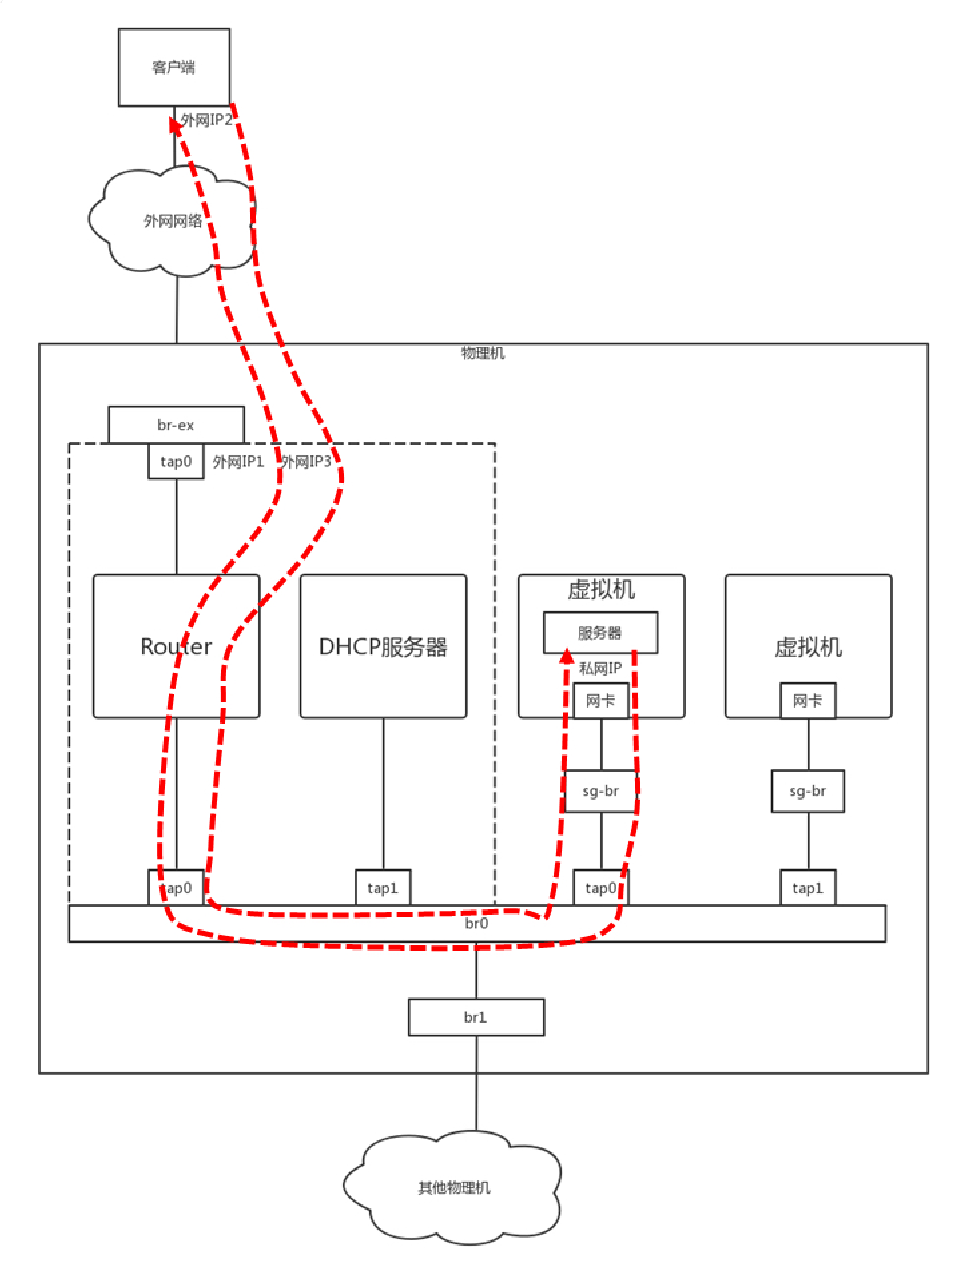 客户端
外网IP2
外网网络
物理机
br-ex
tap0
外网IP1
外网IP3
Router
DHCP服务器
虚拟机
服务器
私网IP
网卡
虚拟机
网卡
sg-br
sg-br
tap0
tap1
tap0
tap1
br0
br1
其他物理机